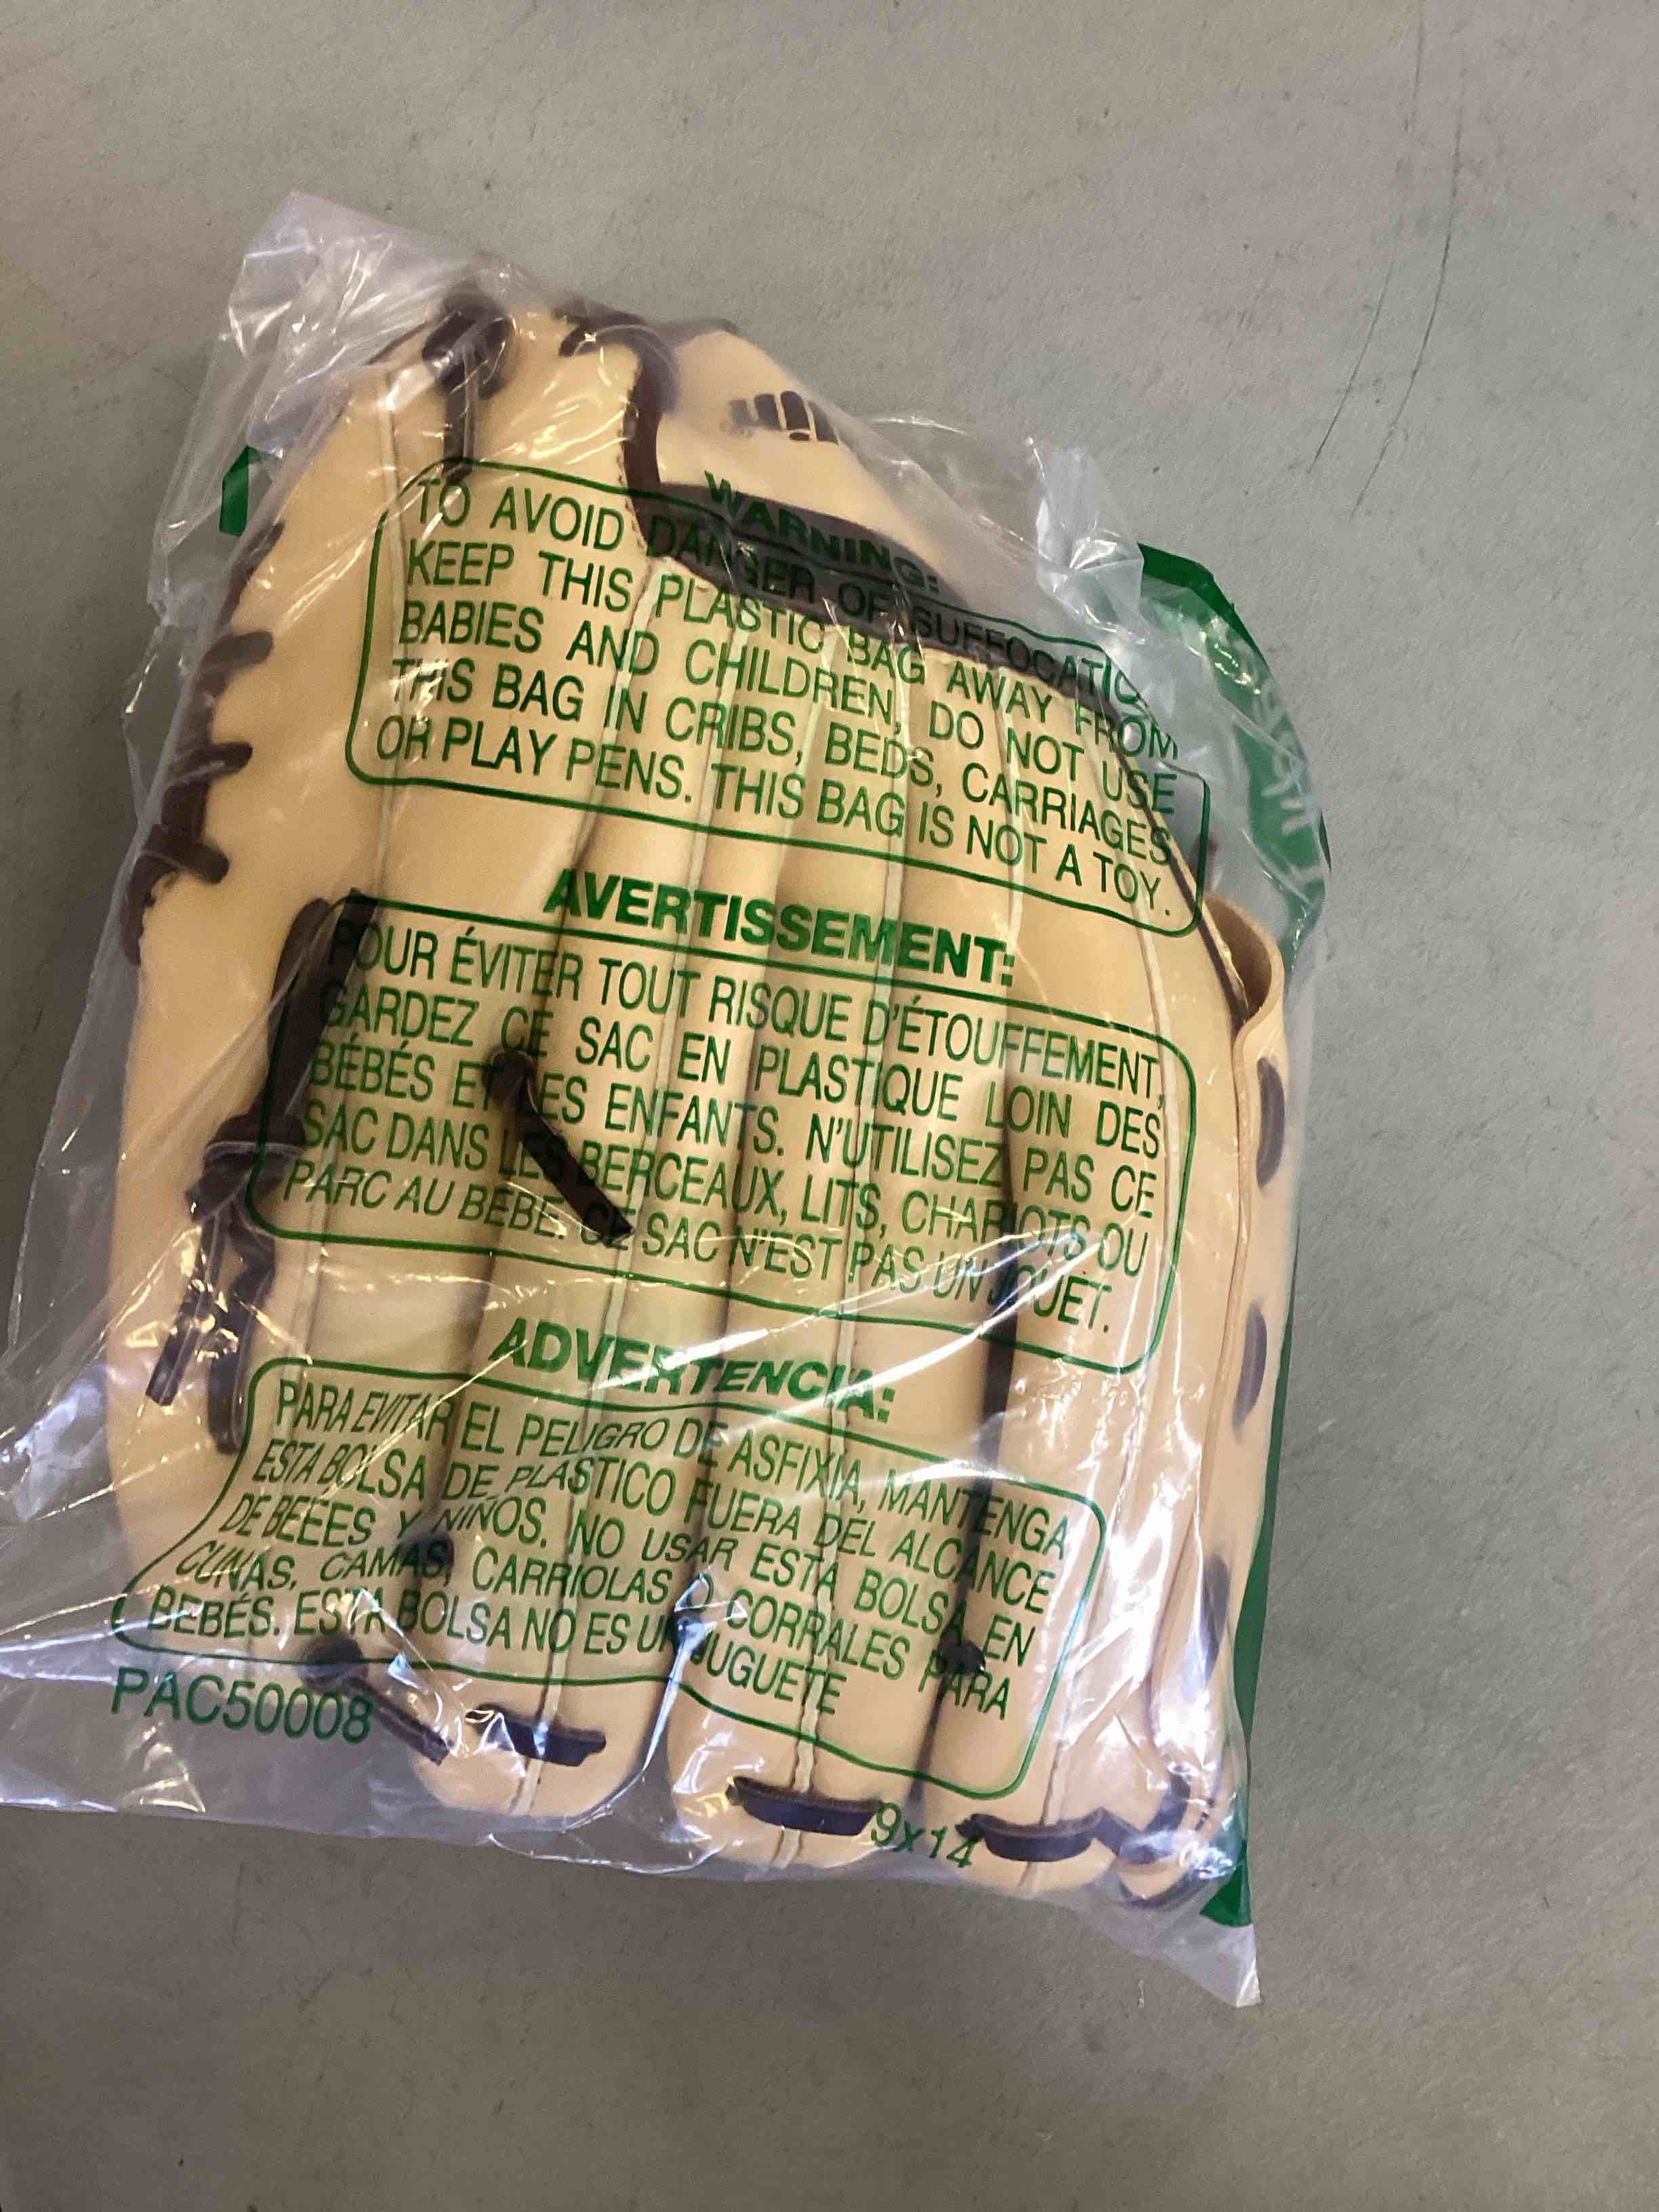 WARNING:
TO AVOID DANGER OF SUFFOCATIO
KEEP THIS PLASTIC BAG AWAY FROM
BABIES AND CHILDREN, DO NOT USE
THIS BAG IN CRIBS, BEDS, CARRIAGES
OR PLAY PENS. THIS BAG IS NOT A TOY.
AVERTISSEMENT:
POUR ÉVITER TOUT RISQUE D'ÉTOUFFEMENT,
GARDEZ CE SAC EN PLASTIQUE LOIN DES
BÉBÉS ET LES ENFANTS. N'UTILISEZ PAS CE
SAC DANS LES BERCEAUX, LITS, CHARIOTS OU
PARC AU BÉBÉ. CE SAC N'EST PAS UN JOUET.
ADVERTENCIA:
PARA EVITAR EL PELIGRO DE ASFIXIA, MANTENGA
ESTA BOLSA DE PLASTICO FUERA DEL ALCANCE
DE BEEES Y NIÑOS. NO USAR ESTA BOLSA EN
CUNAS, CAMAS, CARRIOLAS O CORRALES PARA
BEBÉS. ESTA BOLSA NO ES UN JUGUETE
PAC50008
9x14